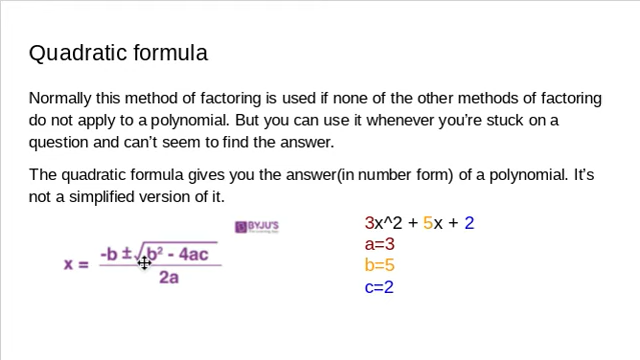 Quadratic formula
Normally this method of factoring is used if none of the other methods of factoring
do not apply to a polynomial. But you can use it whenever you're stuck on a
question and can't seem to find the answer.
The quadratic formula gives you the answer(in number form) of a polynomial. It's
not a simplified version of it.
BYJU'S
x = -b ± √b² - 4ac
2a
3x^2 + 5x + 2
a=3
b=5
c=2